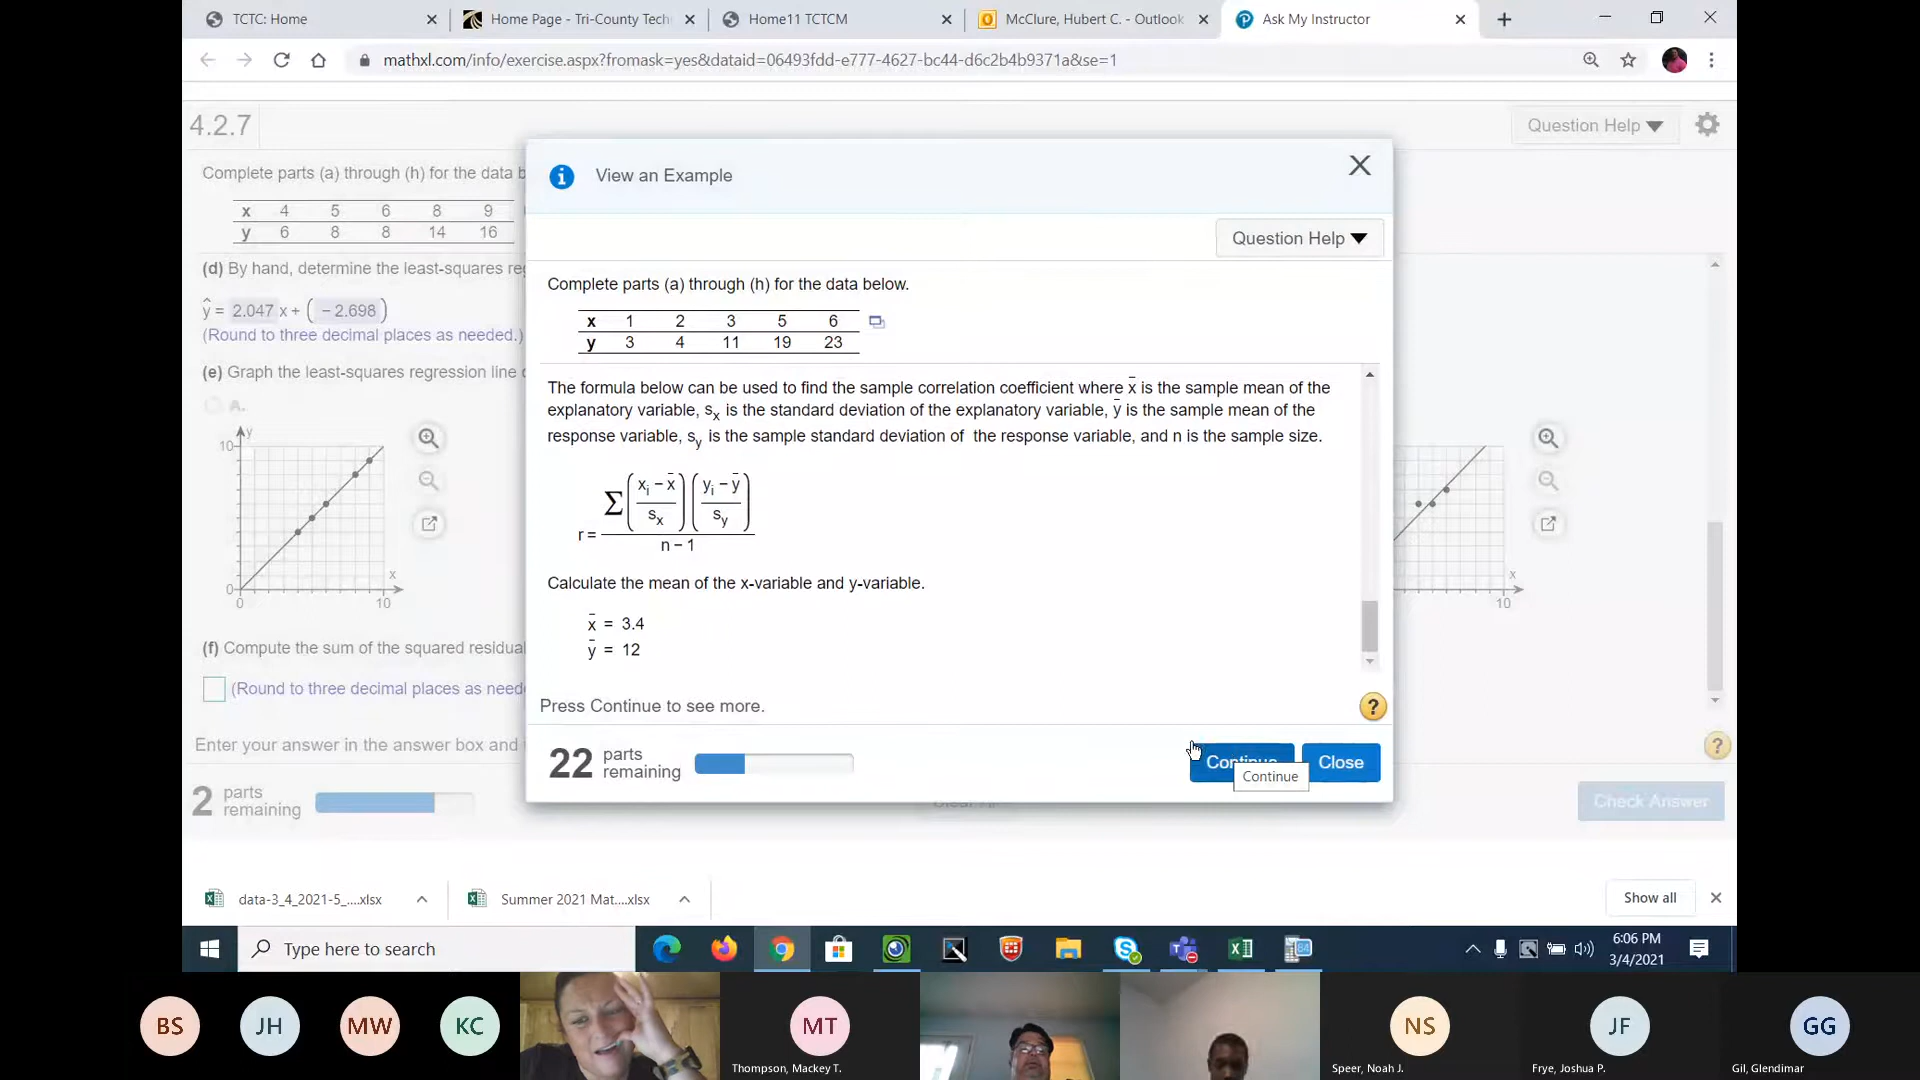 TCTC: Home
Home Page - Tri-County Tech
Home11 TCTCM
McClure, Hubert C. - Outlook
Ask My Instructor
mathxl.com/info/exercise.aspx?fromask=yes&dataid=06493fdd-e777-4627-bc44-d6c2b4b9371a&se=1
4.2.7
Question Help
Complete parts (a) through (h) for the data b
x 4 5 6 8 9
y 6 8 8 14 16
(d) By hand, determine the least-squares reg
ŷ = 2.047 x + ( − 2.698 )
(Round to three decimal places as needed.)
(e) Graph the least-squares regression line o
A.
y
10
0
0
10
x
(f) Compute the sum of the squared residual
(Round to three decimal places as need
Enter your answer in the answer box and
2 parts remaining
View an Example
Question Help
Complete parts (a) through (h) for the data below.
x 1 2 3 5 6
y 3 4 11 19 23
The formula below can be used to find the sample correlation coefficient where x̄ is the sample mean of the
explanatory variable, sx is the standard deviation of the explanatory variable, ȳ is the sample mean of the
response variable, sy is the sample standard deviation of the response variable, and n is the sample size.
r = Σ((xi − x̄)/sx)((yi − ȳ)/sy) / (n − 1)
Calculate the mean of the x-variable and y-variable.
x̄ = 3.4
ȳ = 12
Press Continue to see more.
?
22 parts remaining
Continue
Close
Continue
x
10
?
Check Answer
data-3_4_2021-5_....xlsx
Summer 2021 Mat....xlsx
Show all
Type here to search
6:06 PM
3/4/2021
BS
JH
MW
KC
MT
Thompson, Mackey T.
NS
Speer, Noah J.
JF
Frye, Joshua P.
GG
Gil, Glendimar